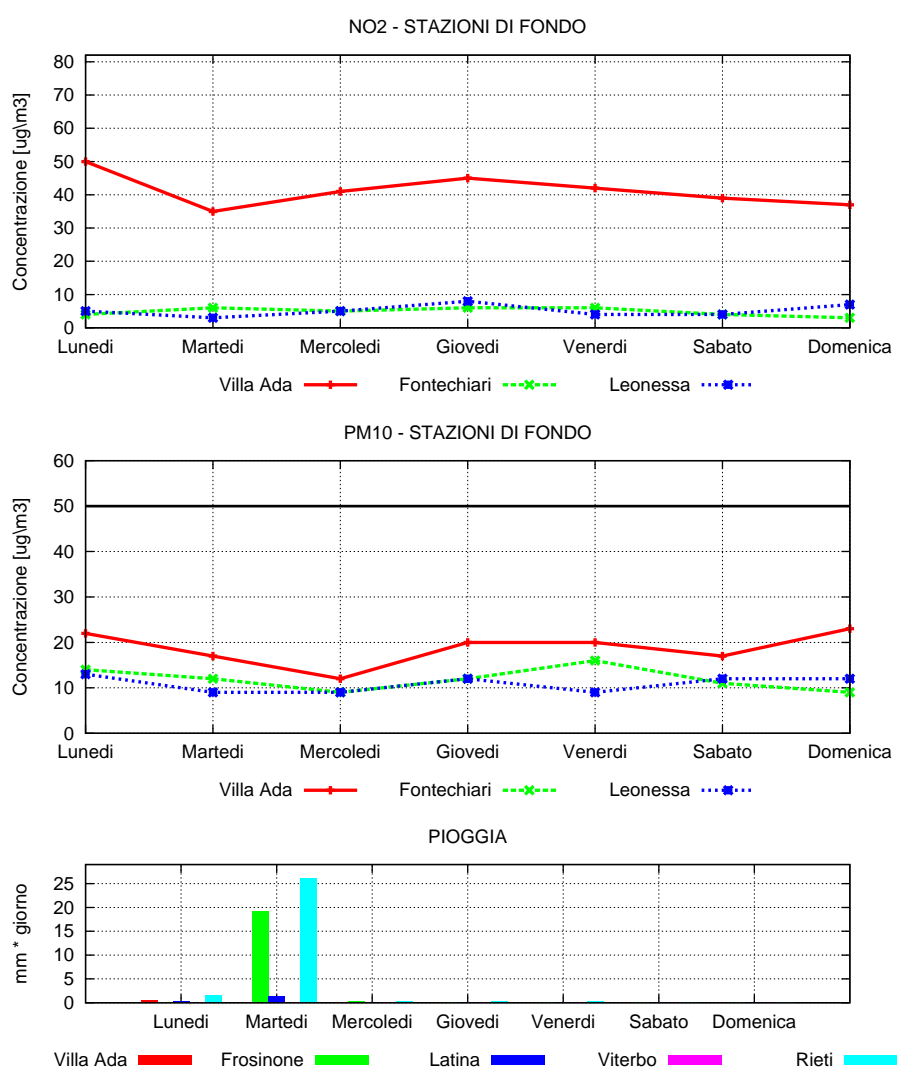 NO2 - STAZIONI DI FONDO
Concentrazione [ug\m3]
80
70
60
50
40
30
20
10
0
Lunedi Martedi Mercoledi Giovedi Venerdi Sabato Domenica
Villa Ada Fontechiari Leonessa
PM10 - STAZIONI DI FONDO
Concentrazione [ug\m3]
60
50
40
30
20
10
0
Lunedi Martedi Mercoledi Giovedi Venerdi Sabato Domenica
Villa Ada Fontechiari Leonessa
PIOGGIA
mm * giorno
25
20
15
10
5
0
Lunedi Martedi Mercoledi Giovedi Venerdi Sabato Domenica
Villa Ada Frosinone Latina Viterbo Rieti